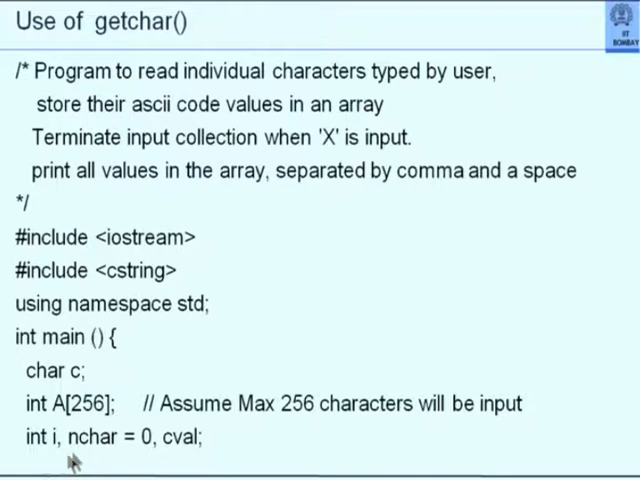 Use of getchar()
IIT
BOMBAY
/* Program to read individual characters typed by user,
store their ascii code values in an array
Terminate input collection when 'X' is input.
print all values in the array, separated by comma and a space
*/
#include <iostream>
#include <cstring>
using namespace std;
int main () {
char c;
int A[256]; // Assume Max 256 characters will be input
int i, nchar = 0, cval;